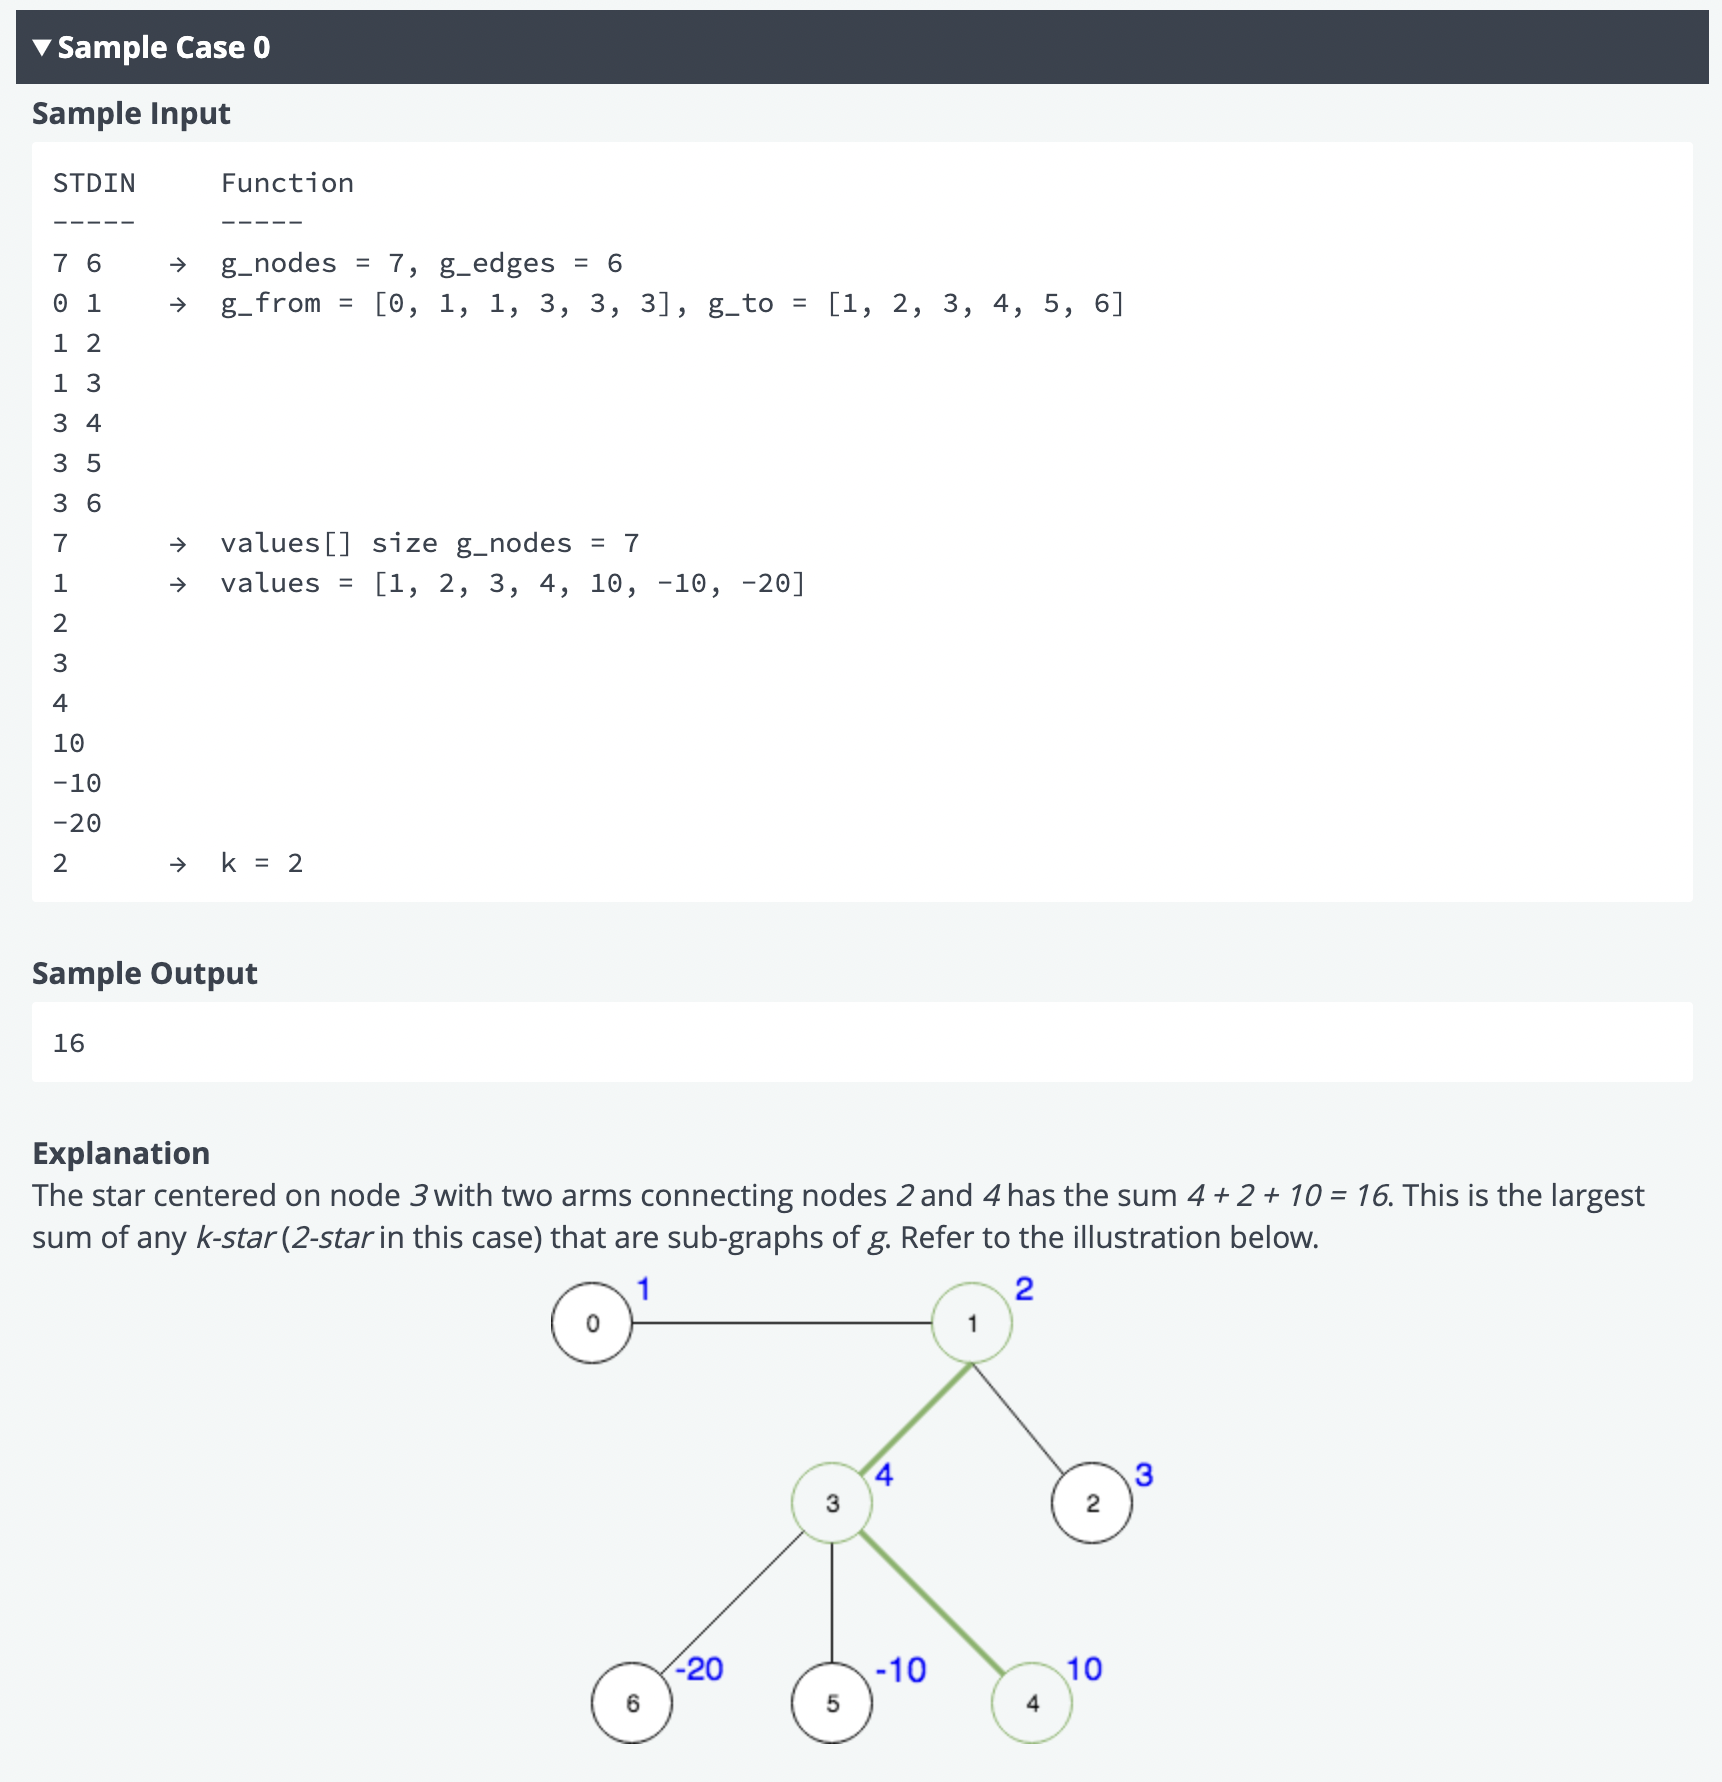 ▼ Sample Case 0
Sample Input
STDIN     Function
-----     -----
7 6    →  g_nodes = 7, g_edges = 6
0 1    →  g_from = [0, 1, 1, 3, 3, 3], g_to = [1, 2, 3, 4, 5, 6]
1 2
1 3
3 4
3 5
3 6
7      →  values[] size g_nodes = 7
1      →  values = [1, 2, 3, 4, 10, -10, -20]
2
3
4
10
-10
-20
2      →  k = 2
Sample Output
16
Explanation
The star centered on node 3 with two arms connecting nodes 2 and 4 has the sum 4 + 2 + 10 = 16. This is the largest
sum of any k-star (2-star in this case) that are sub-graphs of g. Refer to the illustration below.
1 2
0 1
4 3
3 2
-20 -10 10
6 5 4